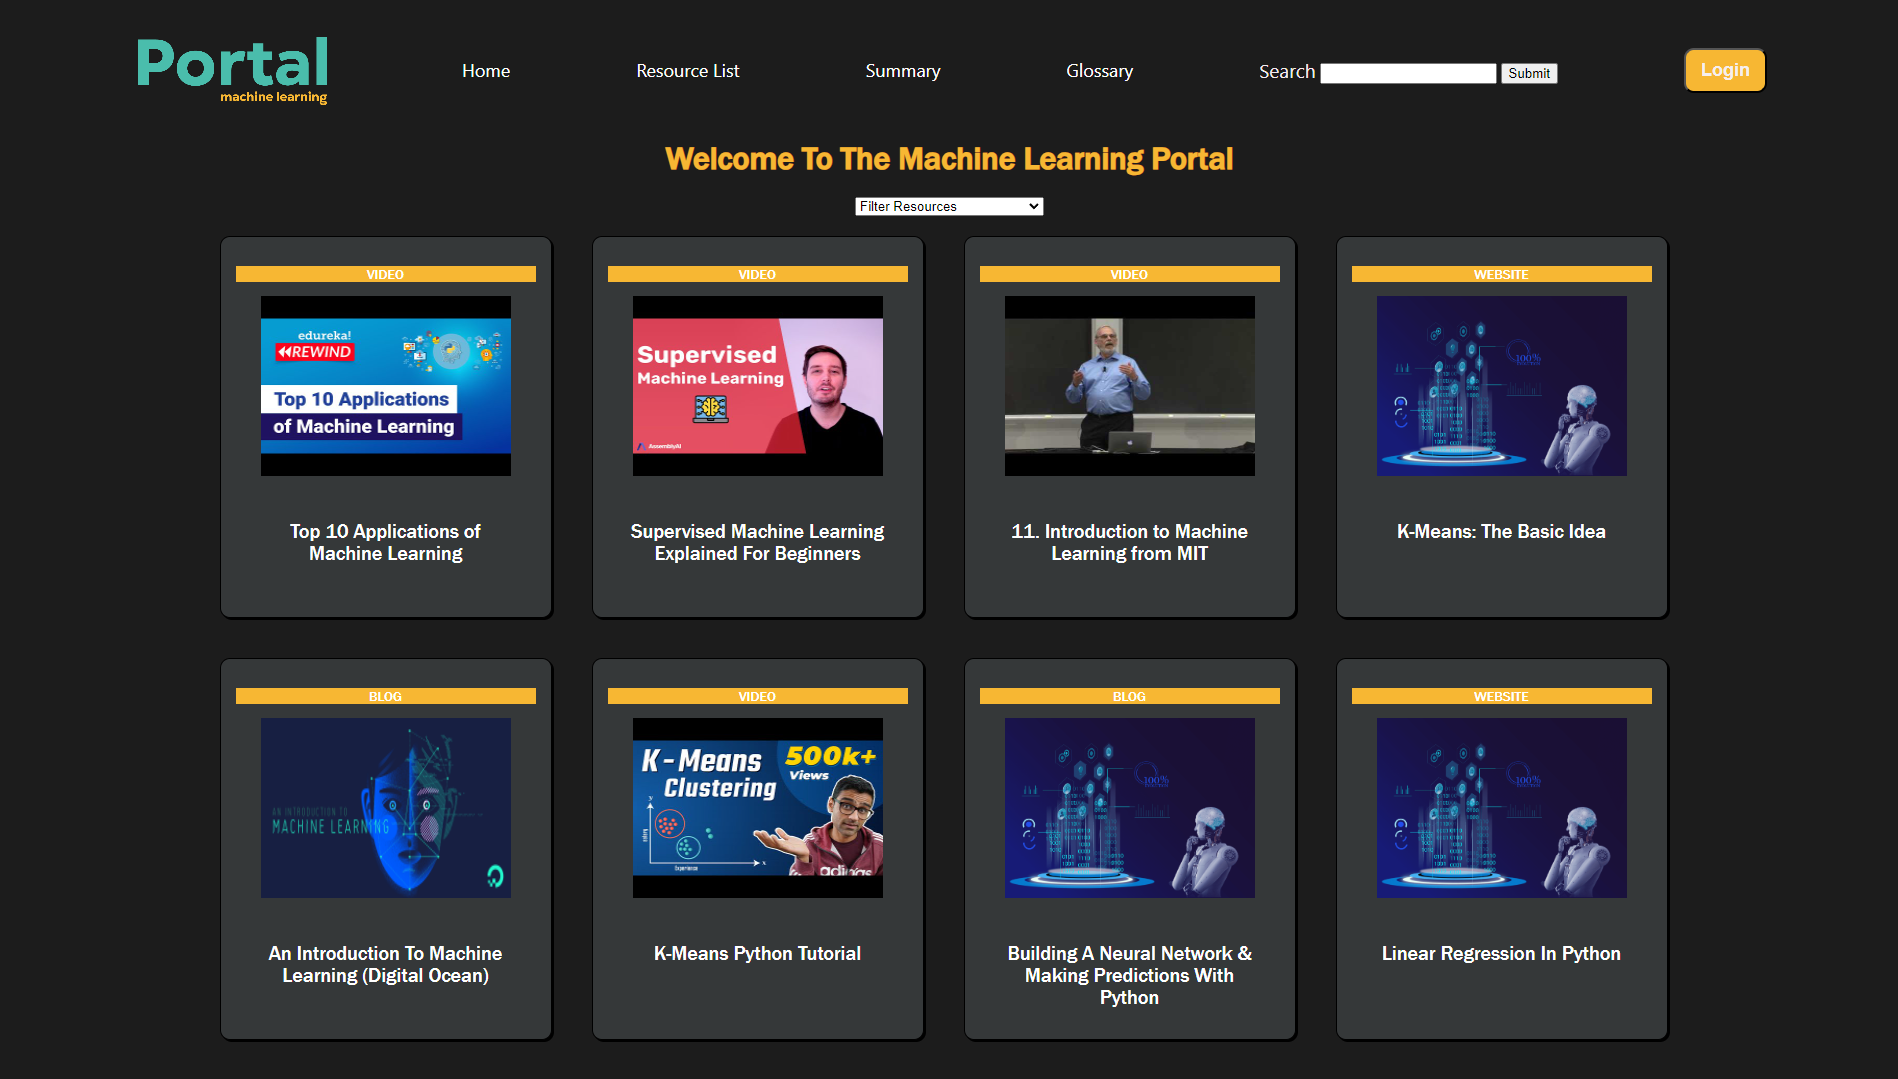 Portal
machine learning
Home
Resource List
Summary
Glossary
Search
Submit
Login
Welcome To The Machine Learning Portal
Filter Resources
VIDEO
edureka!
REWIND
Top 10 Applications
of Machine Learning
Top 10 Applications of
Machine Learning
VIDEO
Supervised
Machine Learning
AssemblyAI
Supervised Machine Learning
Explained For Beginners
VIDEO
11. Introduction to Machine
Learning from MIT
WEBSITE
100%
K-Means: The Basic Idea
BLOG
AN INTRODUCTION TO
MACHINE LEARNING
An Introduction To Machine
Learning (Digital Ocean)
VIDEO
K-Means
Clustering
500k+
Views
y
x
Experience
adidas
K-Means Python Tutorial
BLOG
100%
Building A Neural Network &
Making Predictions With
Python
WEBSITE
100%
Linear Regression In Python